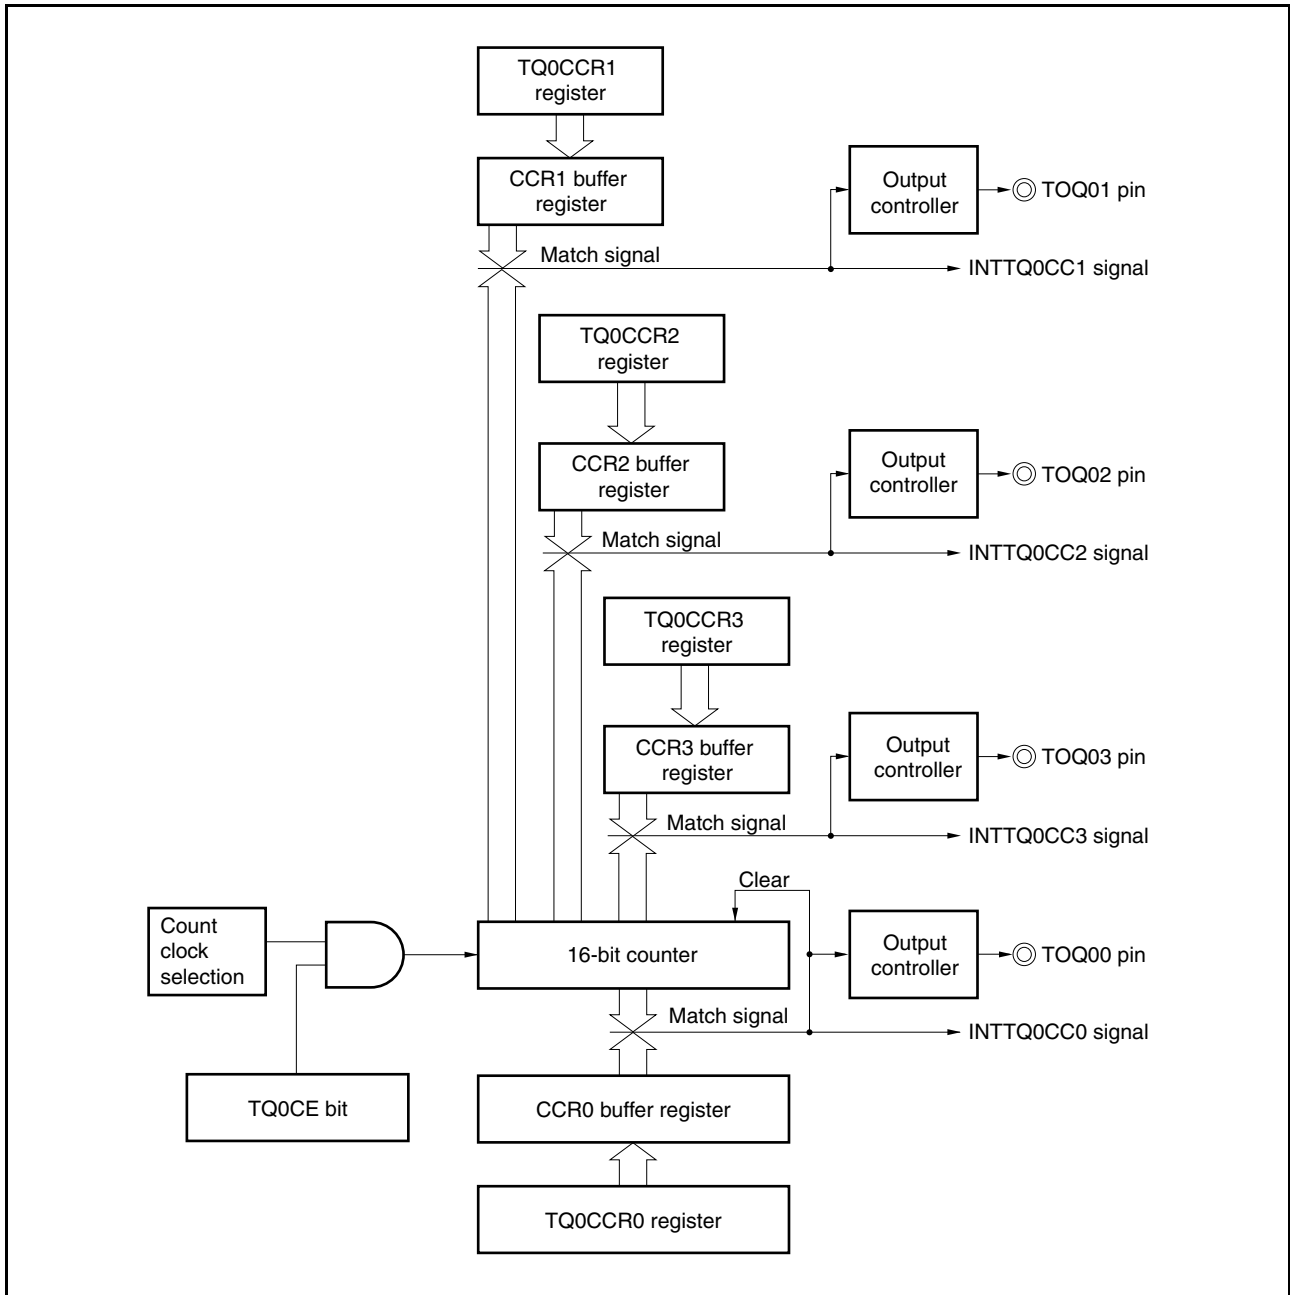 TQ0CCR1
register
CCR1 buffer
register
Output
controller
TOQ01 pin
Match signal
INTTQ0CC1 signal
TQ0CCR2
register
CCR2 buffer
register
Output
controller
TOQ02 pin
Match signal
INTTQ0CC2 signal
TQ0CCR3
register
CCR3 buffer
register
Output
controller
TOQ03 pin
Match signal
INTTQ0CC3 signal
Clear
Count
clock
selection
16-bit counter
Output
controller
TOQ00 pin
Match signal
INTTQ0CC0 signal
TQ0CE bit
CCR0 buffer register
TQ0CCR0 register